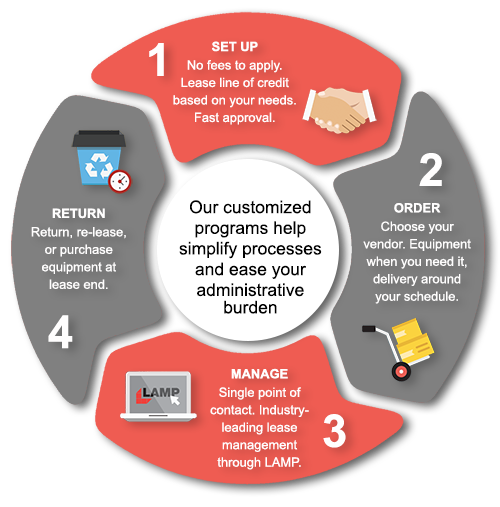 1
SET UP
No fees to apply.
Lease line of credit
based on your needs.
Fast approval.
2
ORDER
Choose your
vendor. Equipment
when you need it,
delivery around
your schedule.
MANAGE
Single point of
contact. Industry-
leading lease
management
through LAMP.
3
LAMP
RETURN
Return, re-lease,
or purchase
equipment at
lease end.
4
Our customized
programs help
simplify processes
and ease your
administrative
burden